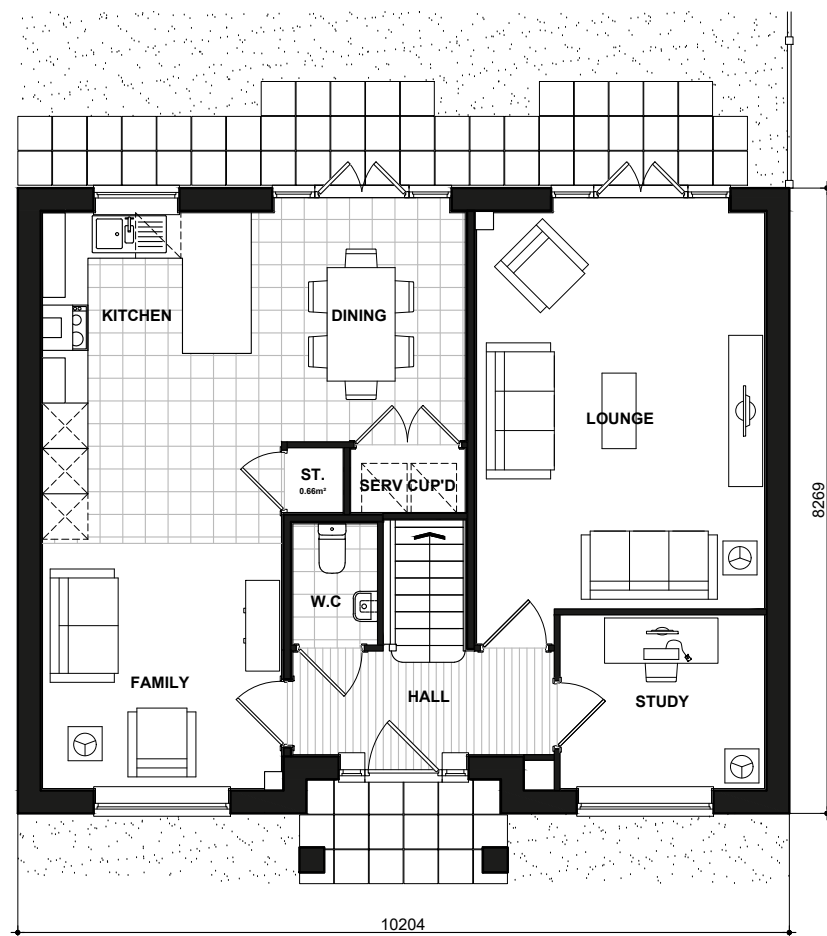 KITCHEN
DINING
LOUNGE
ST.
0.66m²
SERV CUP'D
8269
W.C
FAMILY
HALL
STUDY
10204